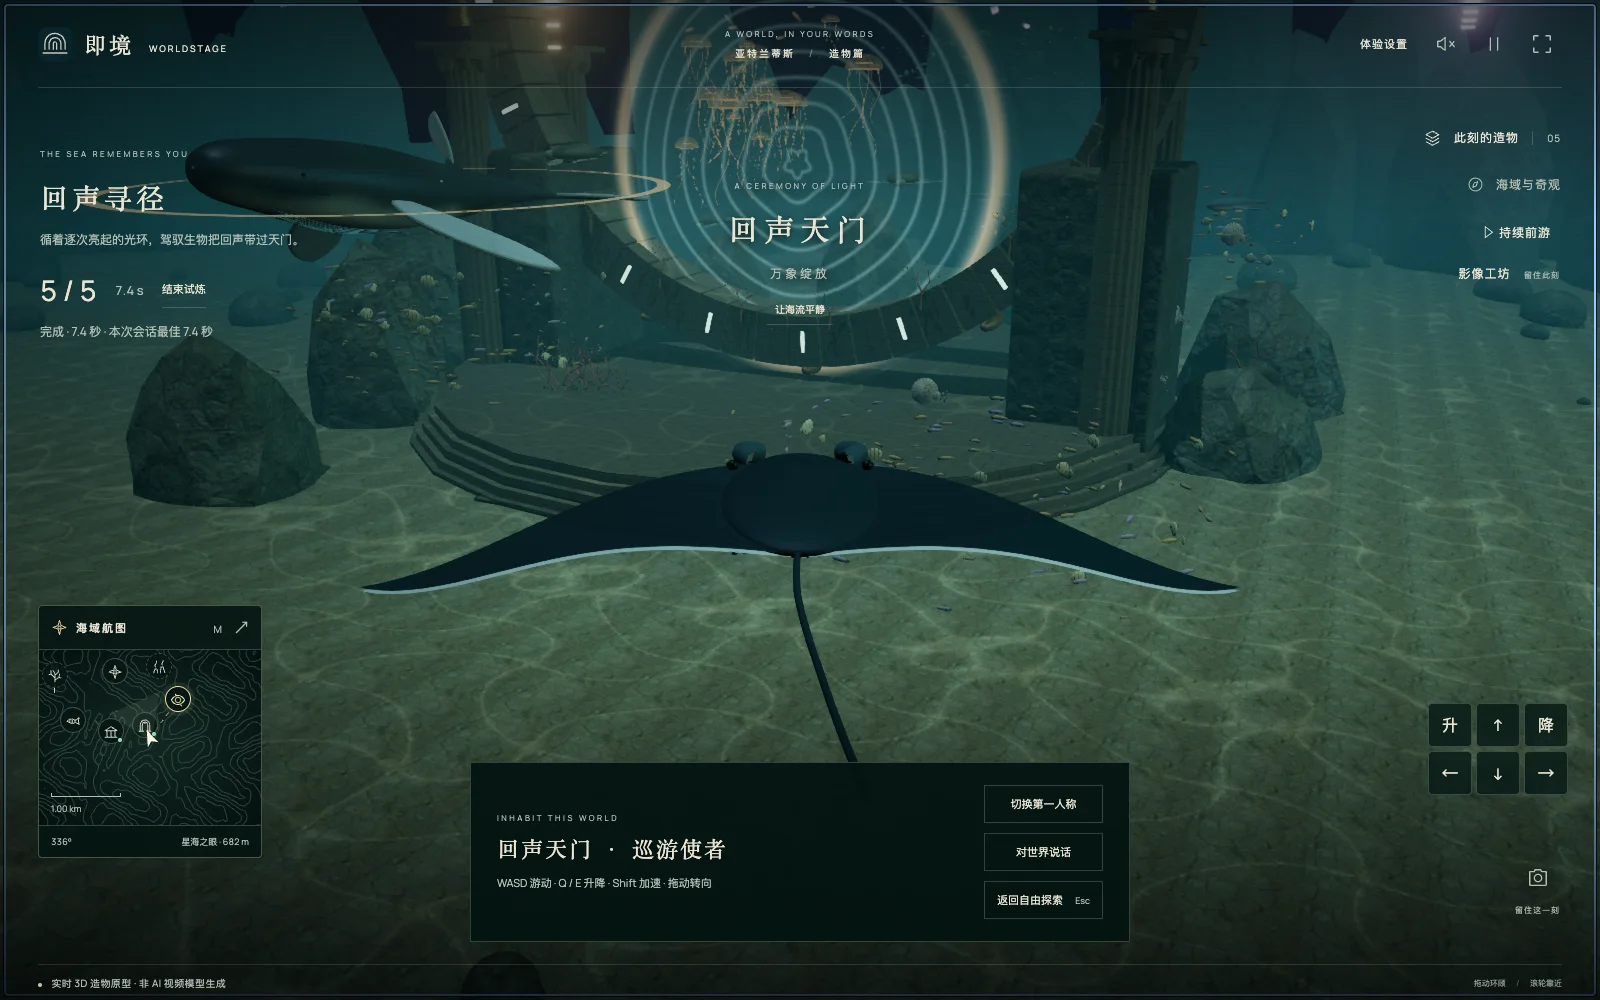 即境 WORLDSTAGE
A WORLD, IN YOUR WORDS
亚特兰蒂斯 / 造物篇
体验设置
THE SEA REMEMBERS YOU
回声寻径
循着逐次亮起的光环，驾驭生物把回声带过天门。
5 / 5 7.4 s 结束试炼
完成 · 7.4 秒 · 本次会话最佳 7.4 秒
A CEREMONY OF LIGHT
回声天门
万象绽放
让海流平静
此刻的造物 05
海域与奇观
持续前游
影像工坊 留住此刻
海域航图 M
1.00 km
336° 星海之眼 · 682 m
INHABIT THIS WORLD
回声天门 · 巡游使者
WASD 游动 · Q / E 升降 · Shift 加速 · 拖动转向
切换第一人称
对世界说话
返回自由探索 Esc
升 ↑ 降
← ↓ →
留住这一刻
实时 3D 造物原型 · 非 AI 视频模型生成
拖动环顾 / 滚轮靠近